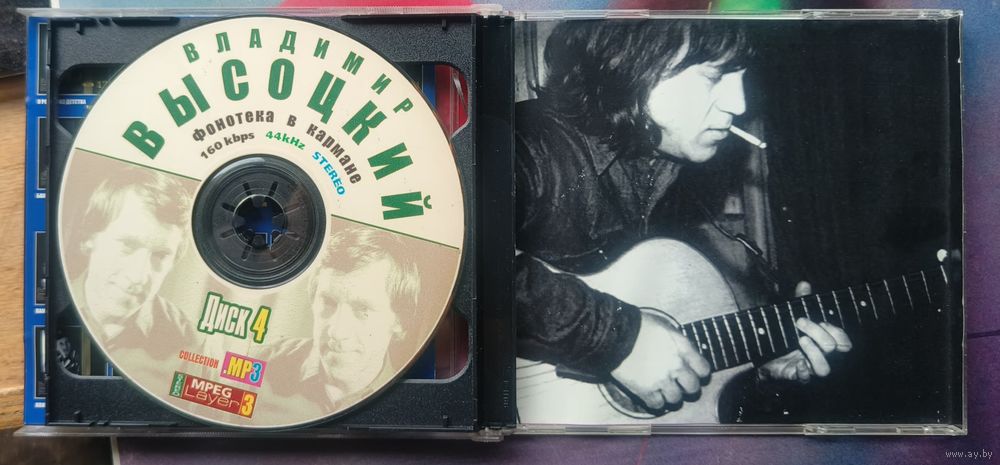 ВЛАДИМИР
ВЫСОЦКИЙ
фонотека в кармане
160 kbps 44kHz STEREO
Диск 4
COLLECTION .MP3
MPEG
Layer 3
www.ay.by